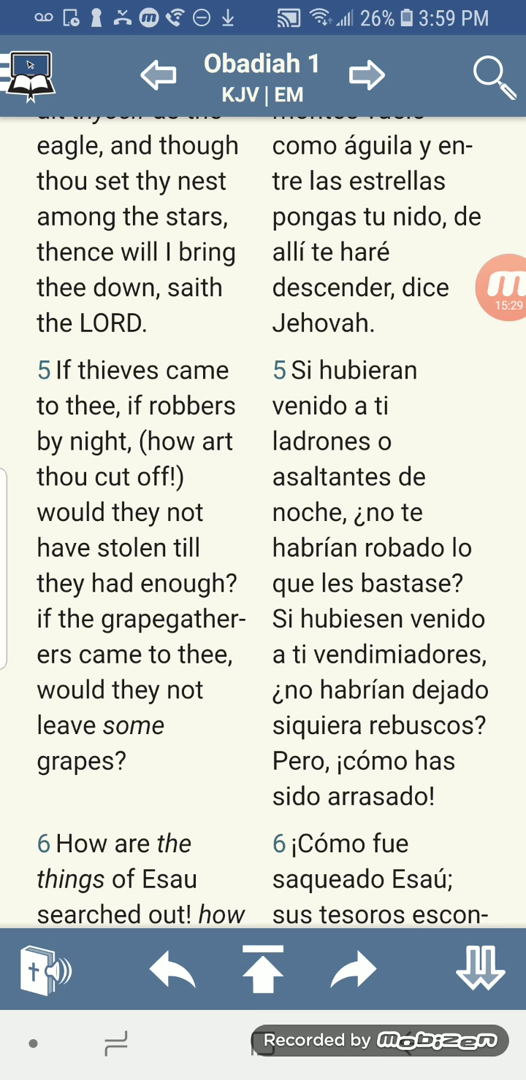 26% 3:59 PM
Obadiah 1
KJV | EM
eagle, and though
thou set thy nest
among the stars,
thence will I bring
thee down, saith
the LORD.
5 If thieves came
to thee, if robbers
by night, (how art
thou cut off!)
would they not
have stolen till
they had enough?
if the grapegather-
ers came to thee,
would they not
leave some
grapes?
6 How are the
things of Esau
searched out! how
como águila y en-
tre las estrellas
pongas tu nido, de
allí te haré
descender, dice
Jehovah.
5 Si hubieran
venido a ti
ladrones o
asaltantes de
noche, ¿no te
habrían robado lo
que les bastase?
Si hubiesen venido
a ti vendimiadores,
¿no habrían dejado
siquiera rebuscos?
Pero, ¡cómo has
sido arrasado!
6 ¡Cómo fue
saqueado Esaú;
sus tesoros escon-
15:29
Recorded by mobizen